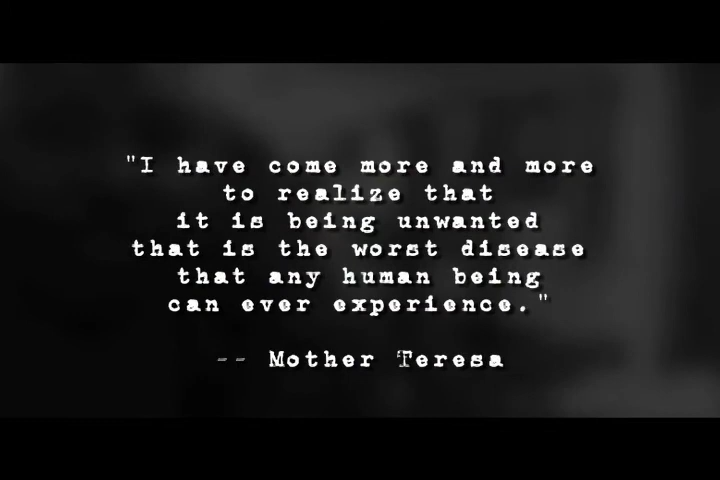 "I have come more and more
to realize that
it is being unwanted
that is the worst disease
that any human being
can ever experience."
-- Mother Teresa